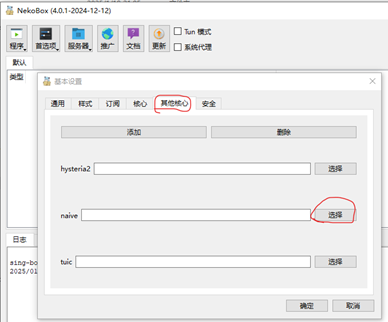 NekoBox (4.0.1-2024-12-12)
程序
首选项
服务器
推广
文档
更新
Tun 模式
系统代理
默认
类型
基本设置
通用
样式
订阅
核心
其他核心
安全
添加
删除
hysteria2
选择
naive
选择
tuic
选择
日志
sing-bo
2025/01
确定
取消